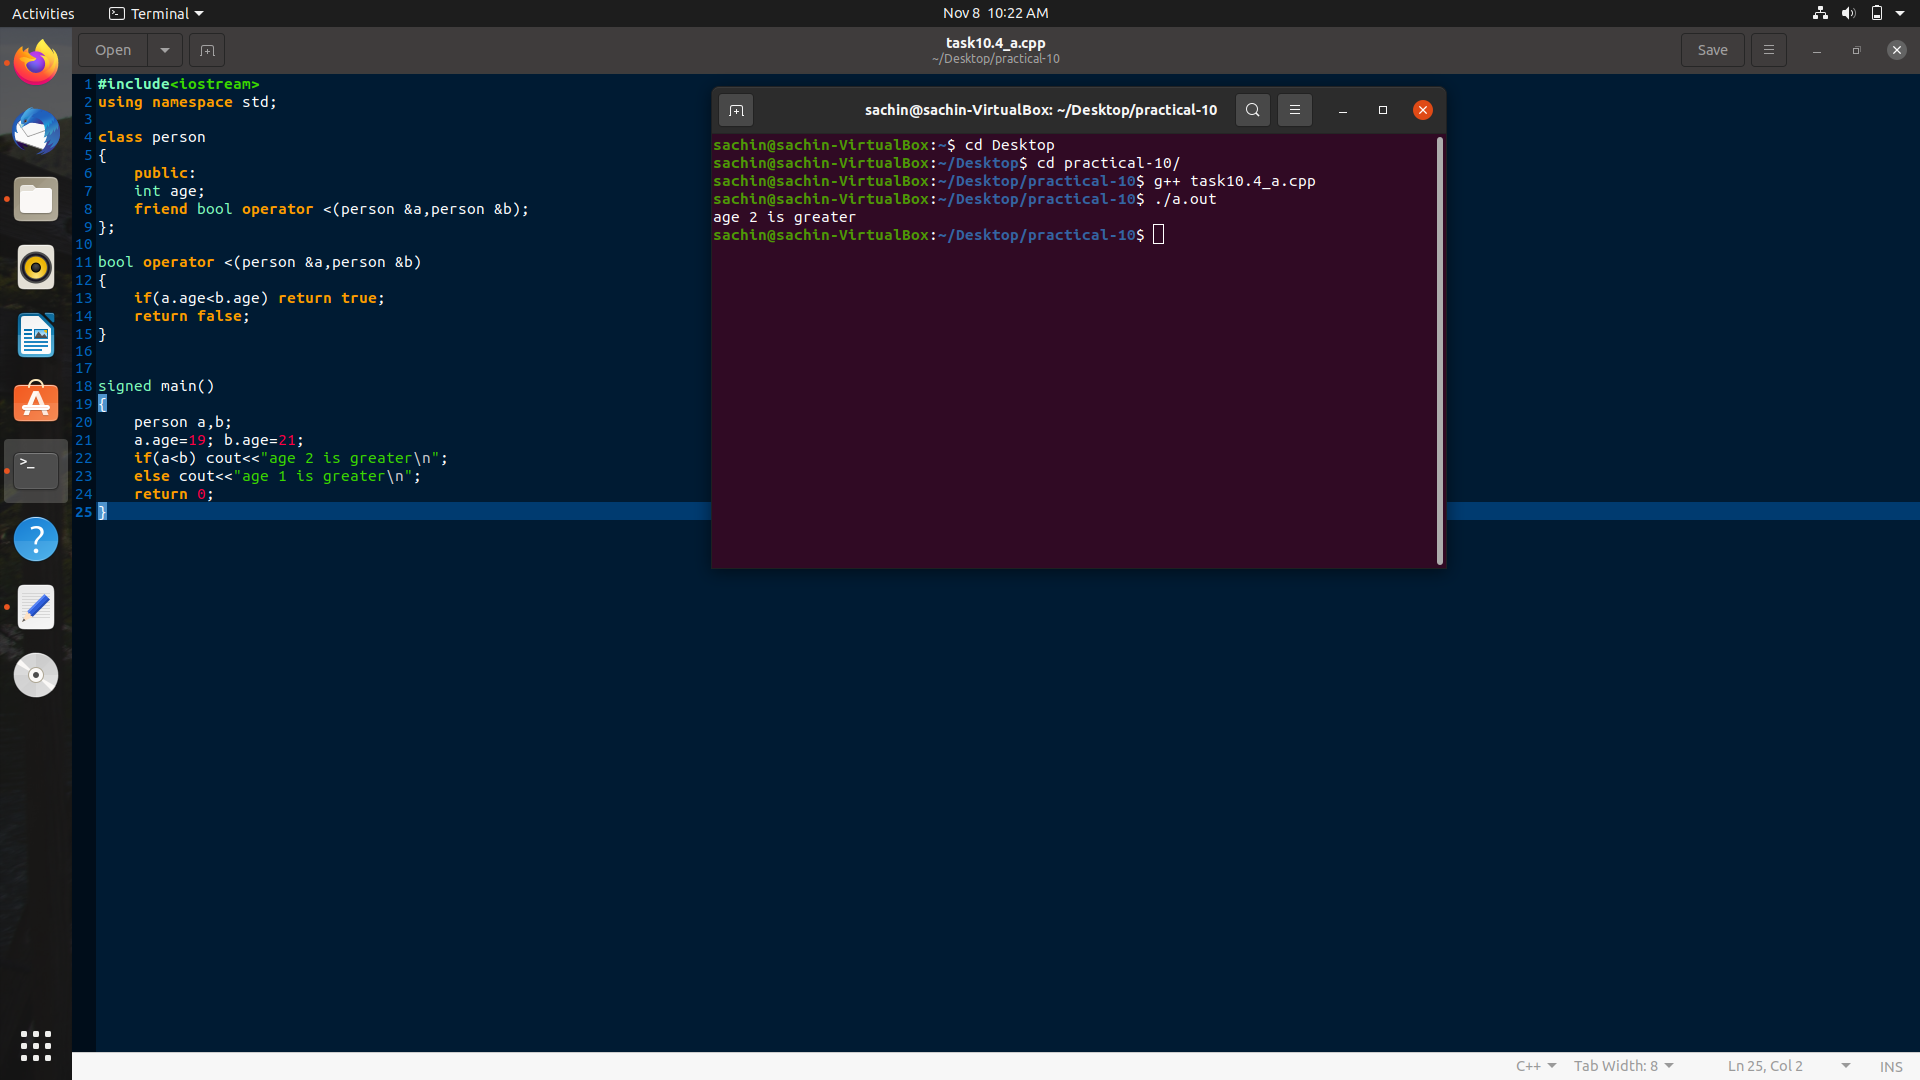 Activities Terminal Nov 8 10:22 AM
Open task10.4_a.cpp Save
~/Desktop/practical-10
1 #include<iostream>
2 using namespace std;
3
4 class person
5 {
6     public:
7     int age;
8     friend bool operator <(person &a,person &b);
9 };
10
11 bool operator <(person &a,person &b)
12 {
13     if(a.age<b.age) return true;
14     return false;
15 }
16
17
18 signed main()
19 {
20     person a,b;
21     a.age=19; b.age=21;
22     if(a<b) cout<<"age 2 is greater\n";
23     else cout<<"age 1 is greater\n";
24     return 0;
25 }
sachin@sachin-VirtualBox: ~/Desktop/practical-10
sachin@sachin-VirtualBox:~$ cd Desktop
sachin@sachin-VirtualBox:~/Desktop$ cd practical-10/
sachin@sachin-VirtualBox:~/Desktop/practical-10$ g++ task10.4_a.cpp
sachin@sachin-VirtualBox:~/Desktop/practical-10$ ./a.out
age 2 is greater
sachin@sachin-VirtualBox:~/Desktop/practical-10$
C++ Tab Width: 8 Ln 25, Col 2 INS